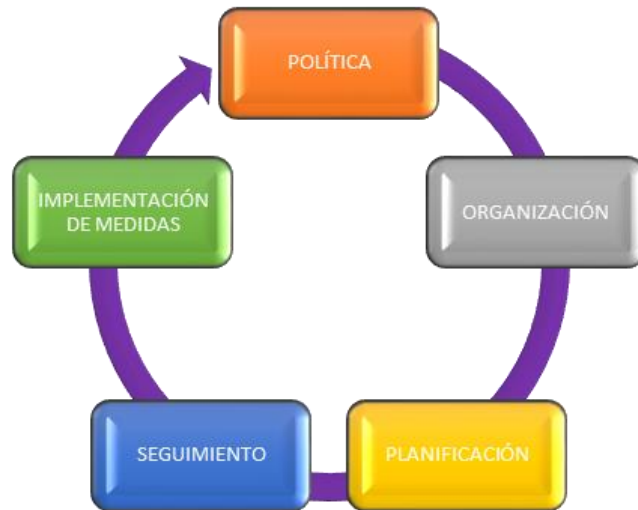 POLÍTICA
ORGANIZACIÓN
PLANIFICACIÓN
SEGUIMIENTO
IMPLEMENTACIÓN
DE MEDIDAS